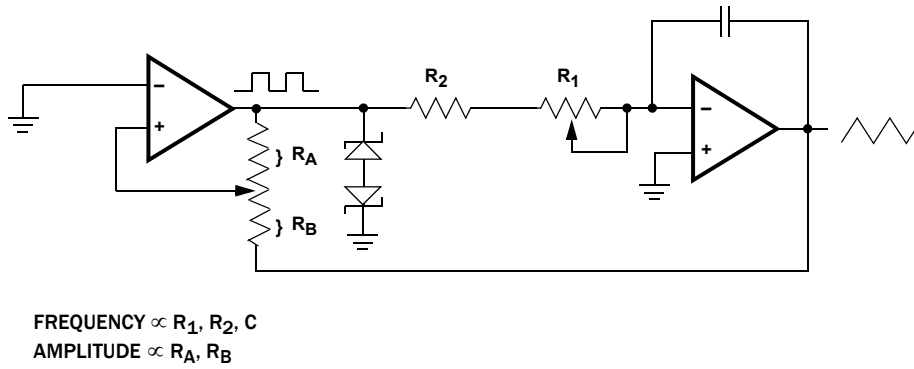 R2
R1
−
+
} RA
} RB
−
+
FREQUENCY ∝ R1, R2, C
AMPLITUDE ∝ RA, RB